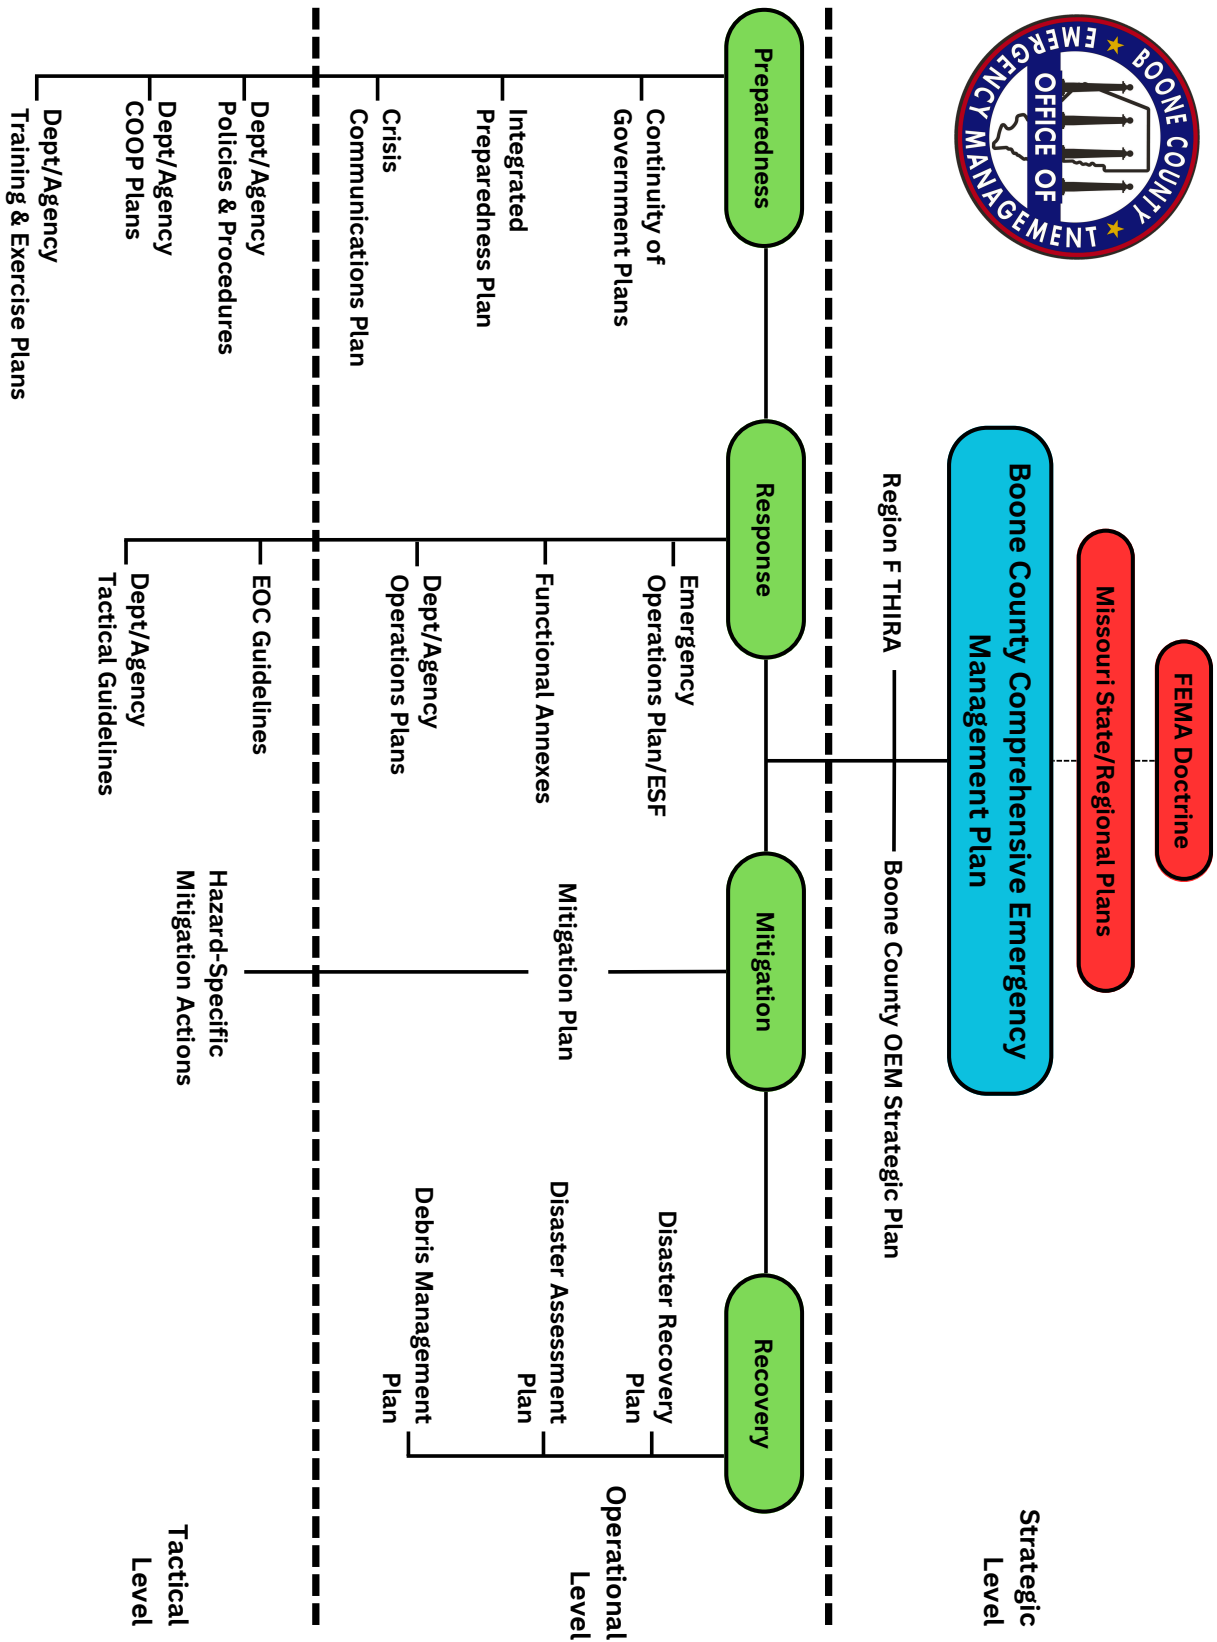 BOONE COUNTY
OFFICE OF
EMERGENCY MANAGEMENT
FEMA Doctrine
Missouri State/Regional Plans
Boone County Comprehensive Emergency
Management Plan
Strategic
Level
Region F THIRA
Boone County OEM Strategic Plan
Preparedness
Response
Mitigation
Recovery
Continuity of
Government Plans
Integrated
Preparedness Plan
Crisis
Communications Plan
Emergency
Operations Plan/ESF
Functional Annexes
Dept/Agency
Operations Plans
Mitigation Plan
Disaster Recovery
Plan
Disaster Assessment
Plan
Debris Management
Plan
Operational
Level
Dept/Agency
Policies & Procedures
Dept/Agency
COOP Plans
Dept/Agency
Training & Exercise Plans
EOC Guidelines
Dept/Agency
Tactical Guidelines
Hazard-Specific
Mitigation Actions
Tactical
Level